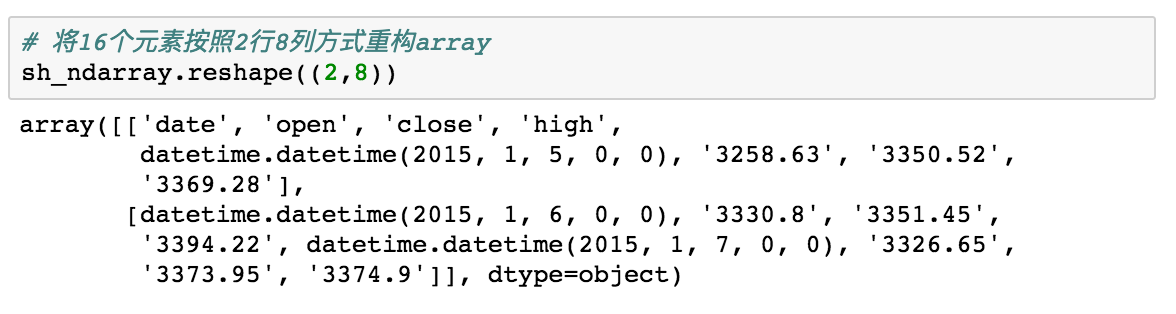 # 将16个元素按照2行8列方式重构array
sh_ndarray.reshape((2,8))
array([['date', 'open', 'close', 'high',
datetime.datetime(2015, 1, 5, 0, 0), '3258.63', '3350.52',
'3369.28'],
[datetime.datetime(2015, 1, 6, 0, 0), '3330.8', '3351.45',
'3394.22', datetime.datetime(2015, 1, 7, 0, 0), '3326.65',
'3373.95', '3374.9']], dtype=object)